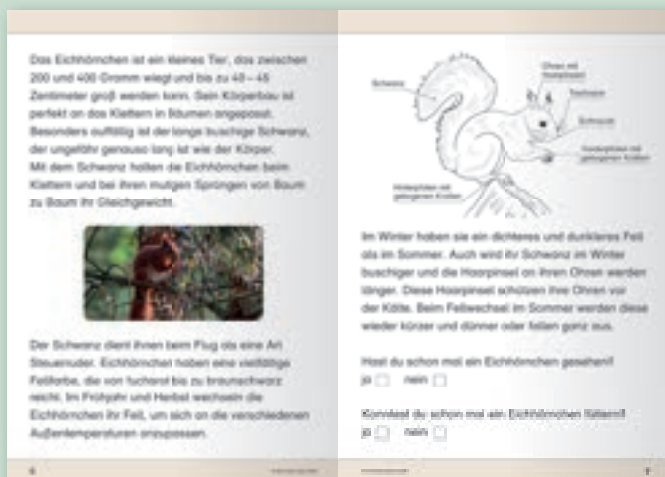 Das Eichhörnchen ist ein kleines Tier, das zwischen
200 und 400 Gramm wiegt und bis zu 40 – 45
Zentimeter groß werden kann. Sein Körperbau ist
perfekt an das Klettern in Bäumen angepasst.
Besonders auffällig ist der lange buschige Schwanz,
der ungefähr genauso lang ist wie der Körper.
Mit dem Schwanz halten die Eichhörnchen beim
Klettern und bei ihren mutigen Sprüngen von Baum
zu Baum ihr Gleichgewicht.
Der Schwanz dient ihnen beim Flug als eine Art
Steuerruder. Eichhörnchen haben eine vielfältige
Fellfarbe, die von fuchsrot bis zu braunschwarz
reicht. Im Frühjahr und Herbst wechseln die
Eichhörnchen ihr Fell, um sich an die verschiedenen
Außentemperaturen anzupassen.
Schwanz
Ohren mit
Haarpinseln
Tasthaare
Schnauze
Vorderpfoten mit
gebogenen Krallen
Hinterpfoten mit
gebogenen Krallen
Im Winter haben sie ein dichteres und dunkleres Fell
als im Sommer. Auch wird ihr Schwanz im Winter
buschiger und die Haarpinsel an ihren Ohren werden
länger. Diese Haarpinsel schützen ihre Ohren vor
der Kälte. Beim Fellwechsel im Sommer werden diese
wieder kürzer und dünner oder fallen ganz aus.
Hast du schon mal ein Eichhörnchen gesehen?
ja nein
Konntest du schon mal ein Eichhörnchen füttern?
ja nein